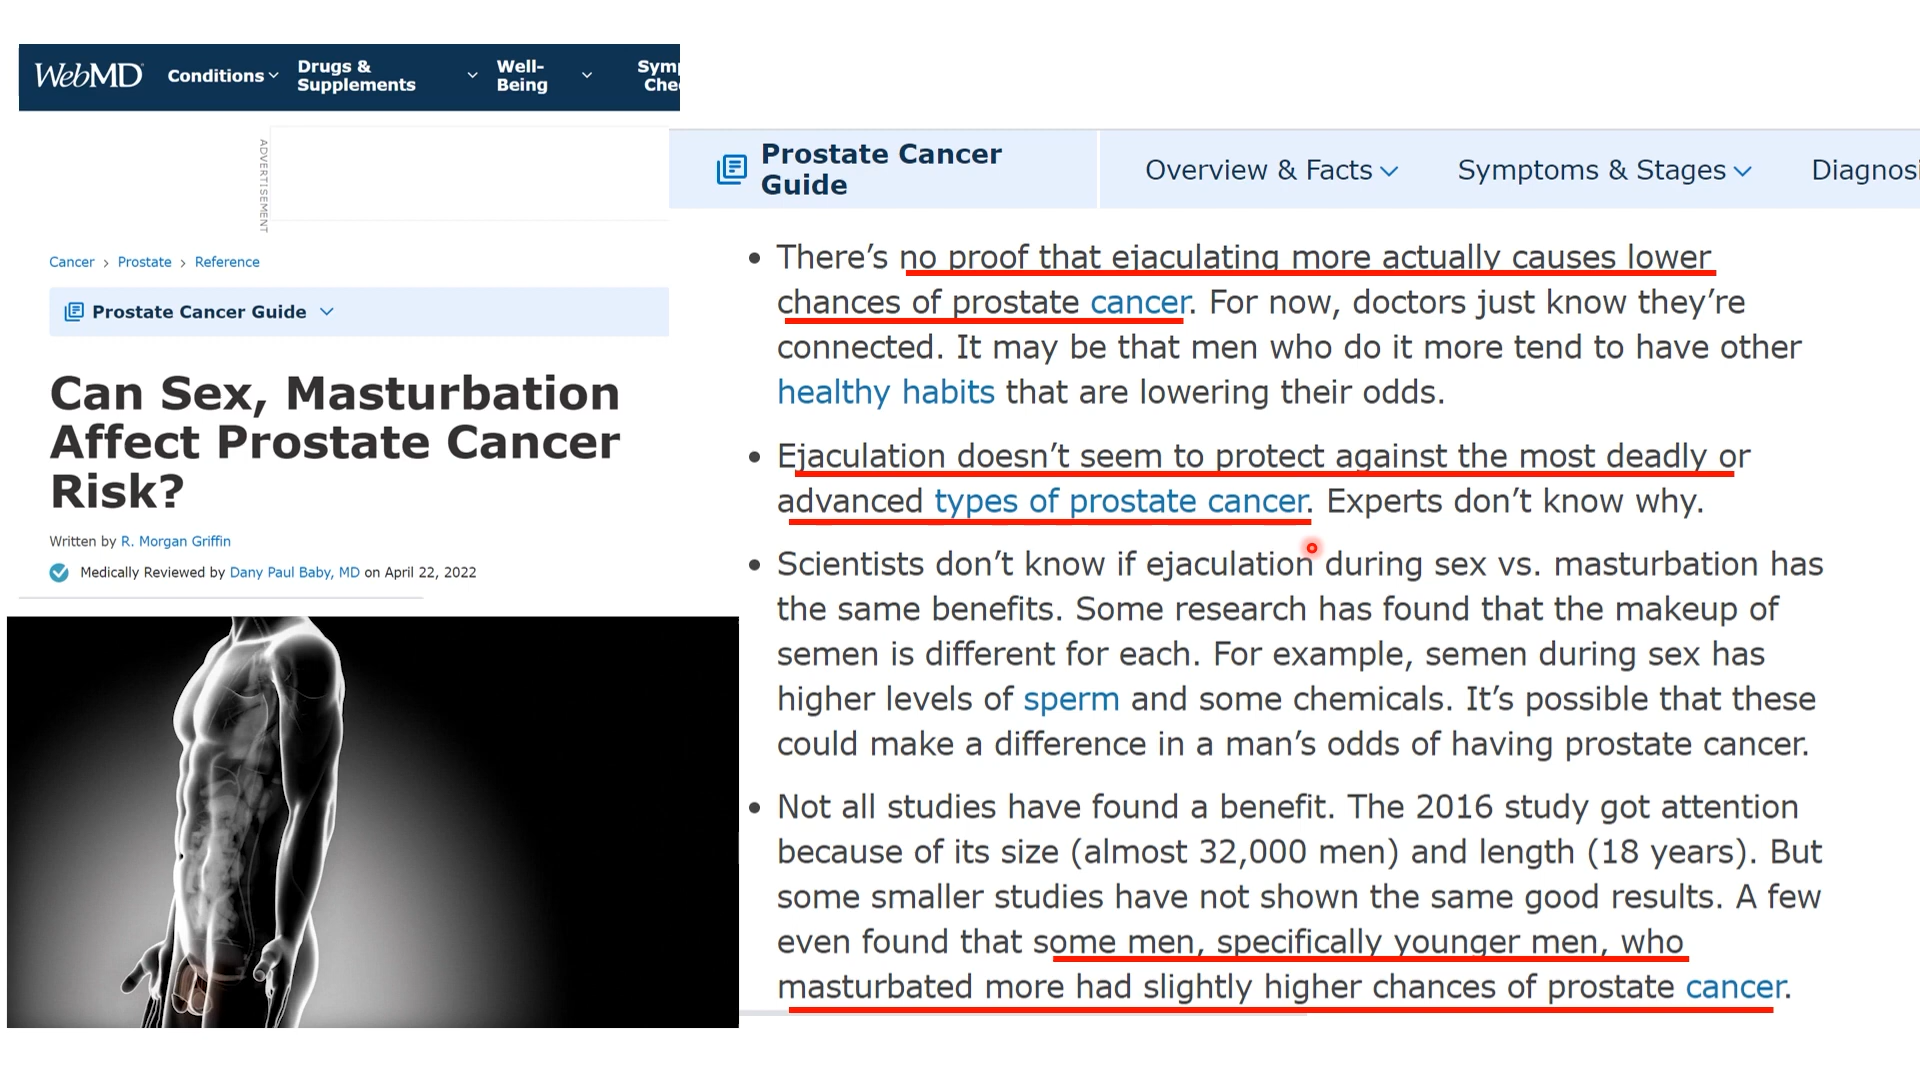 WebMD
Conditions
Drugs &
Supplements
Well-
Being
Sym
Che
ADVERTISEMENT
Cancer > Prostate > Reference
Prostate Cancer Guide
Can Sex, Masturbation
Affect Prostate Cancer
Risk?
Written by R. Morgan Griffin
Medically Reviewed by Dany Paul Baby, MD on April 22, 2022
Prostate Cancer
Guide
Overview & Facts
Symptoms & Stages
Diagnosi
• There’s no proof that ejaculating more actually causes lower
chances of prostate cancer. For now, doctors just know they’re
connected. It may be that men who do it more tend to have other
healthy habits that are lowering their odds.
• Ejaculation doesn’t seem to protect against the most deadly or
advanced types of prostate cancer. Experts don’t know why.
• Scientists don’t know if ejaculation during sex vs. masturbation has
the same benefits. Some research has found that the makeup of
semen is different for each. For example, semen during sex has
higher levels of sperm and some chemicals. It’s possible that these
could make a difference in a man’s odds of having prostate cancer.
• Not all studies have found a benefit. The 2016 study got attention
because of its size (almost 32,000 men) and length (18 years). But
some smaller studies have not shown the same good results. A few
even found that some men, specifically younger men, who
masturbated more had slightly higher chances of prostate cancer.